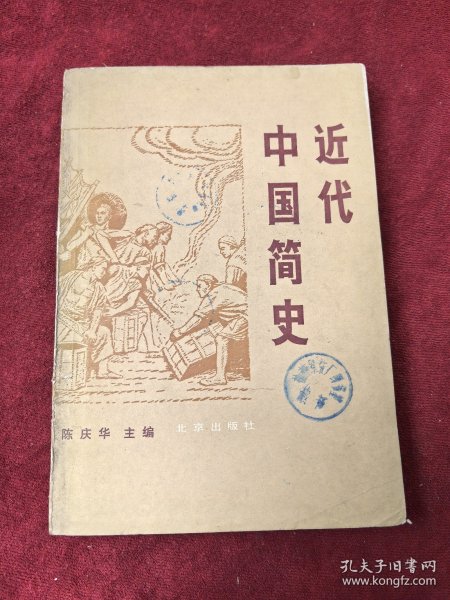 近代
中国简史
陈庆华 主编 北京出版社
孔夫子旧书网
www.kongfz.com